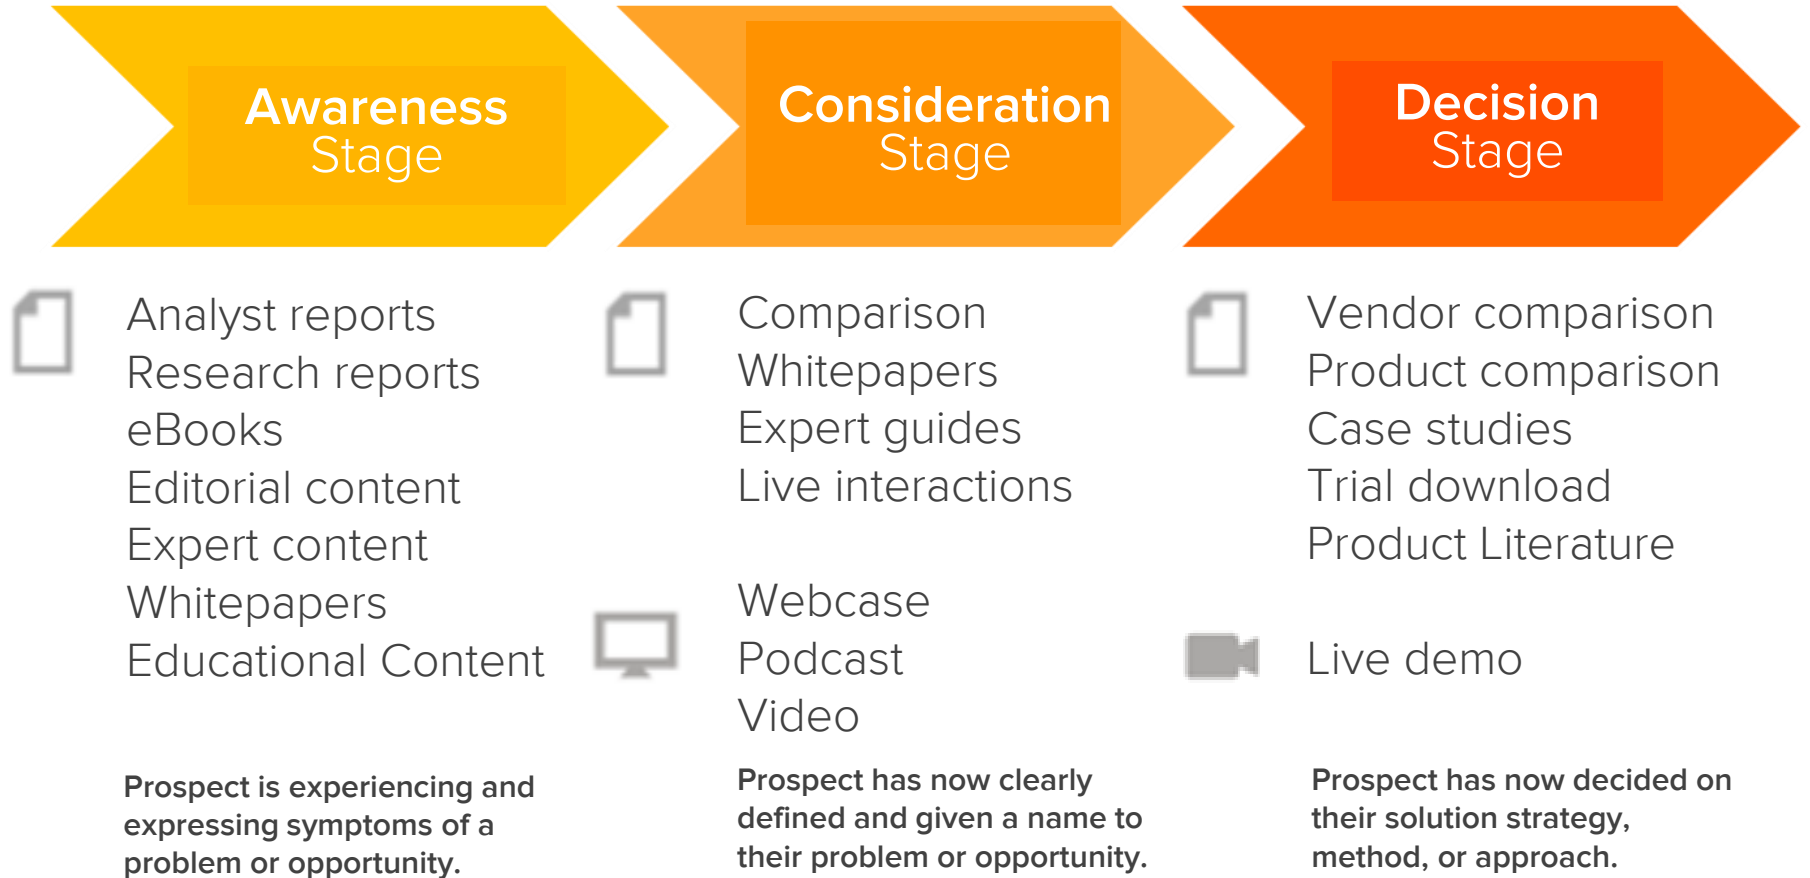 Awareness
Stage
Consideration
Stage
Decision
Stage
Analyst reports
Research reports
eBooks
Editorial content
Expert content
Whitepapers
Educational Content
Prospect is experiencing and
expressing symptoms of a
problem or opportunity.
Comparison
Whitepapers
Expert guides
Live interactions
Webcase
Podcast
Video
Prospect has now clearly
defined and given a name to
their problem or opportunity.
Vendor comparison
Product comparison
Case studies
Trial download
Product Literature
Live demo
Prospect has now decided on
their solution strategy,
method, or approach.